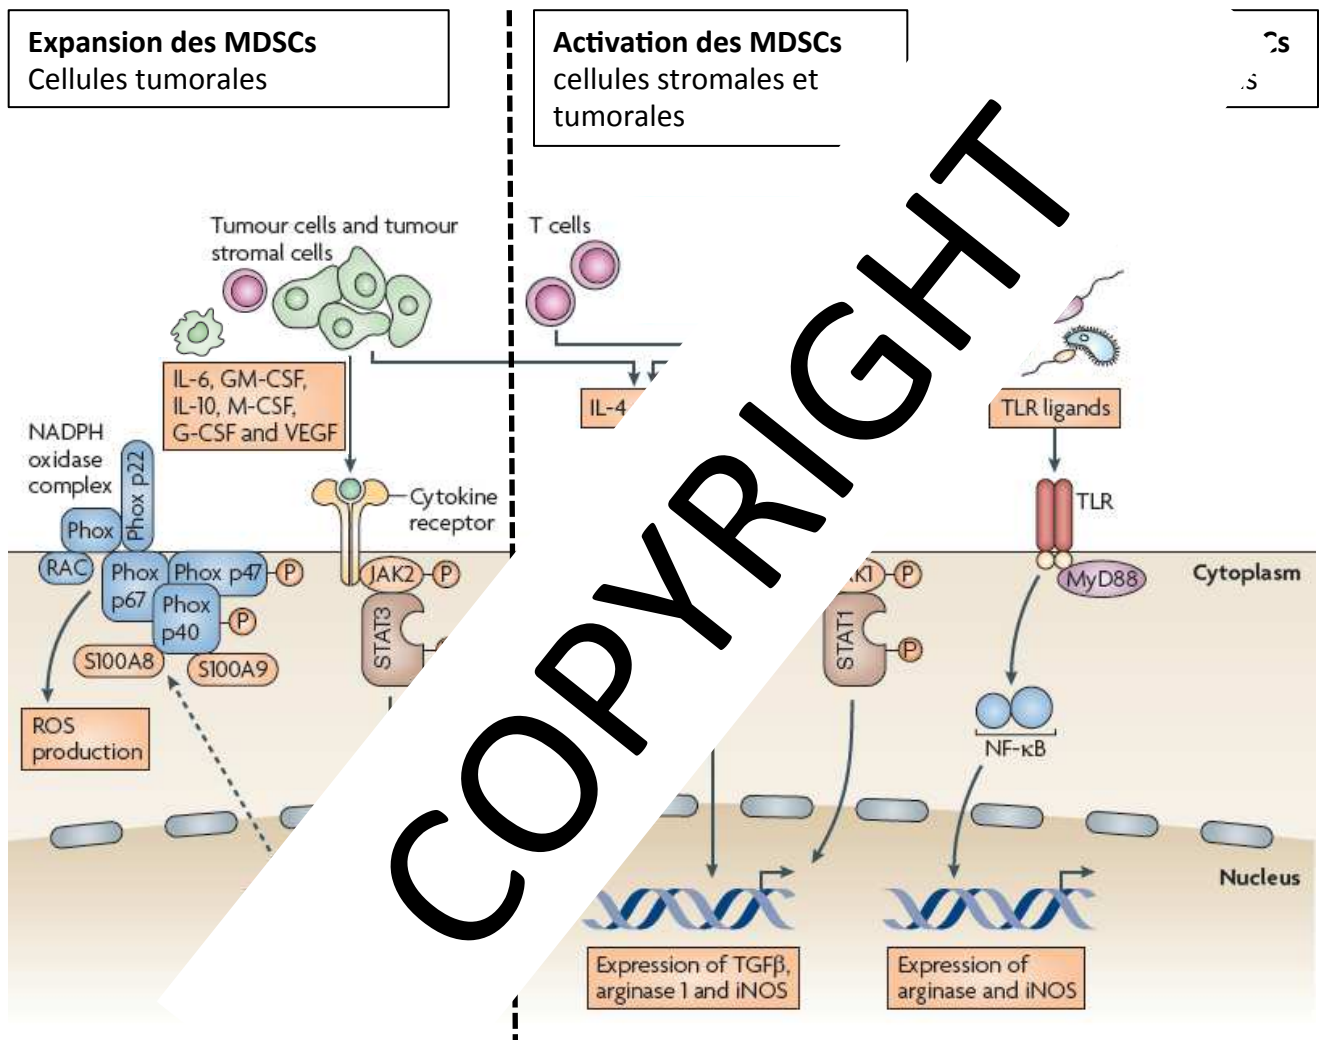 Expansion des MDSCs
Cellules tumorales
Activation des MDSCs
cellules stromales et
tumorales
Tumour cells and tumour
stromal cells
T cells
IL-6, GM-CSF,
IL-10, M-CSF,
G-CSF and VEGF
IL-4
TLR ligands
NADPH
oxidase
complex
Phox p22
Phox
Cytokine
receptor
TLR
RAC
Phox
p67
Phox p47
P
Phox
p40
P
JAK2
P
STAT3
P
STAT1
P
MyD88
Cytoplasm
S100A8
S100A9
ROS
production
NF-κB
Nucleus
Expression of TGFβ,
arginase 1 and iNOS
Expression of
arginase and iNOS
COPYRIGHT